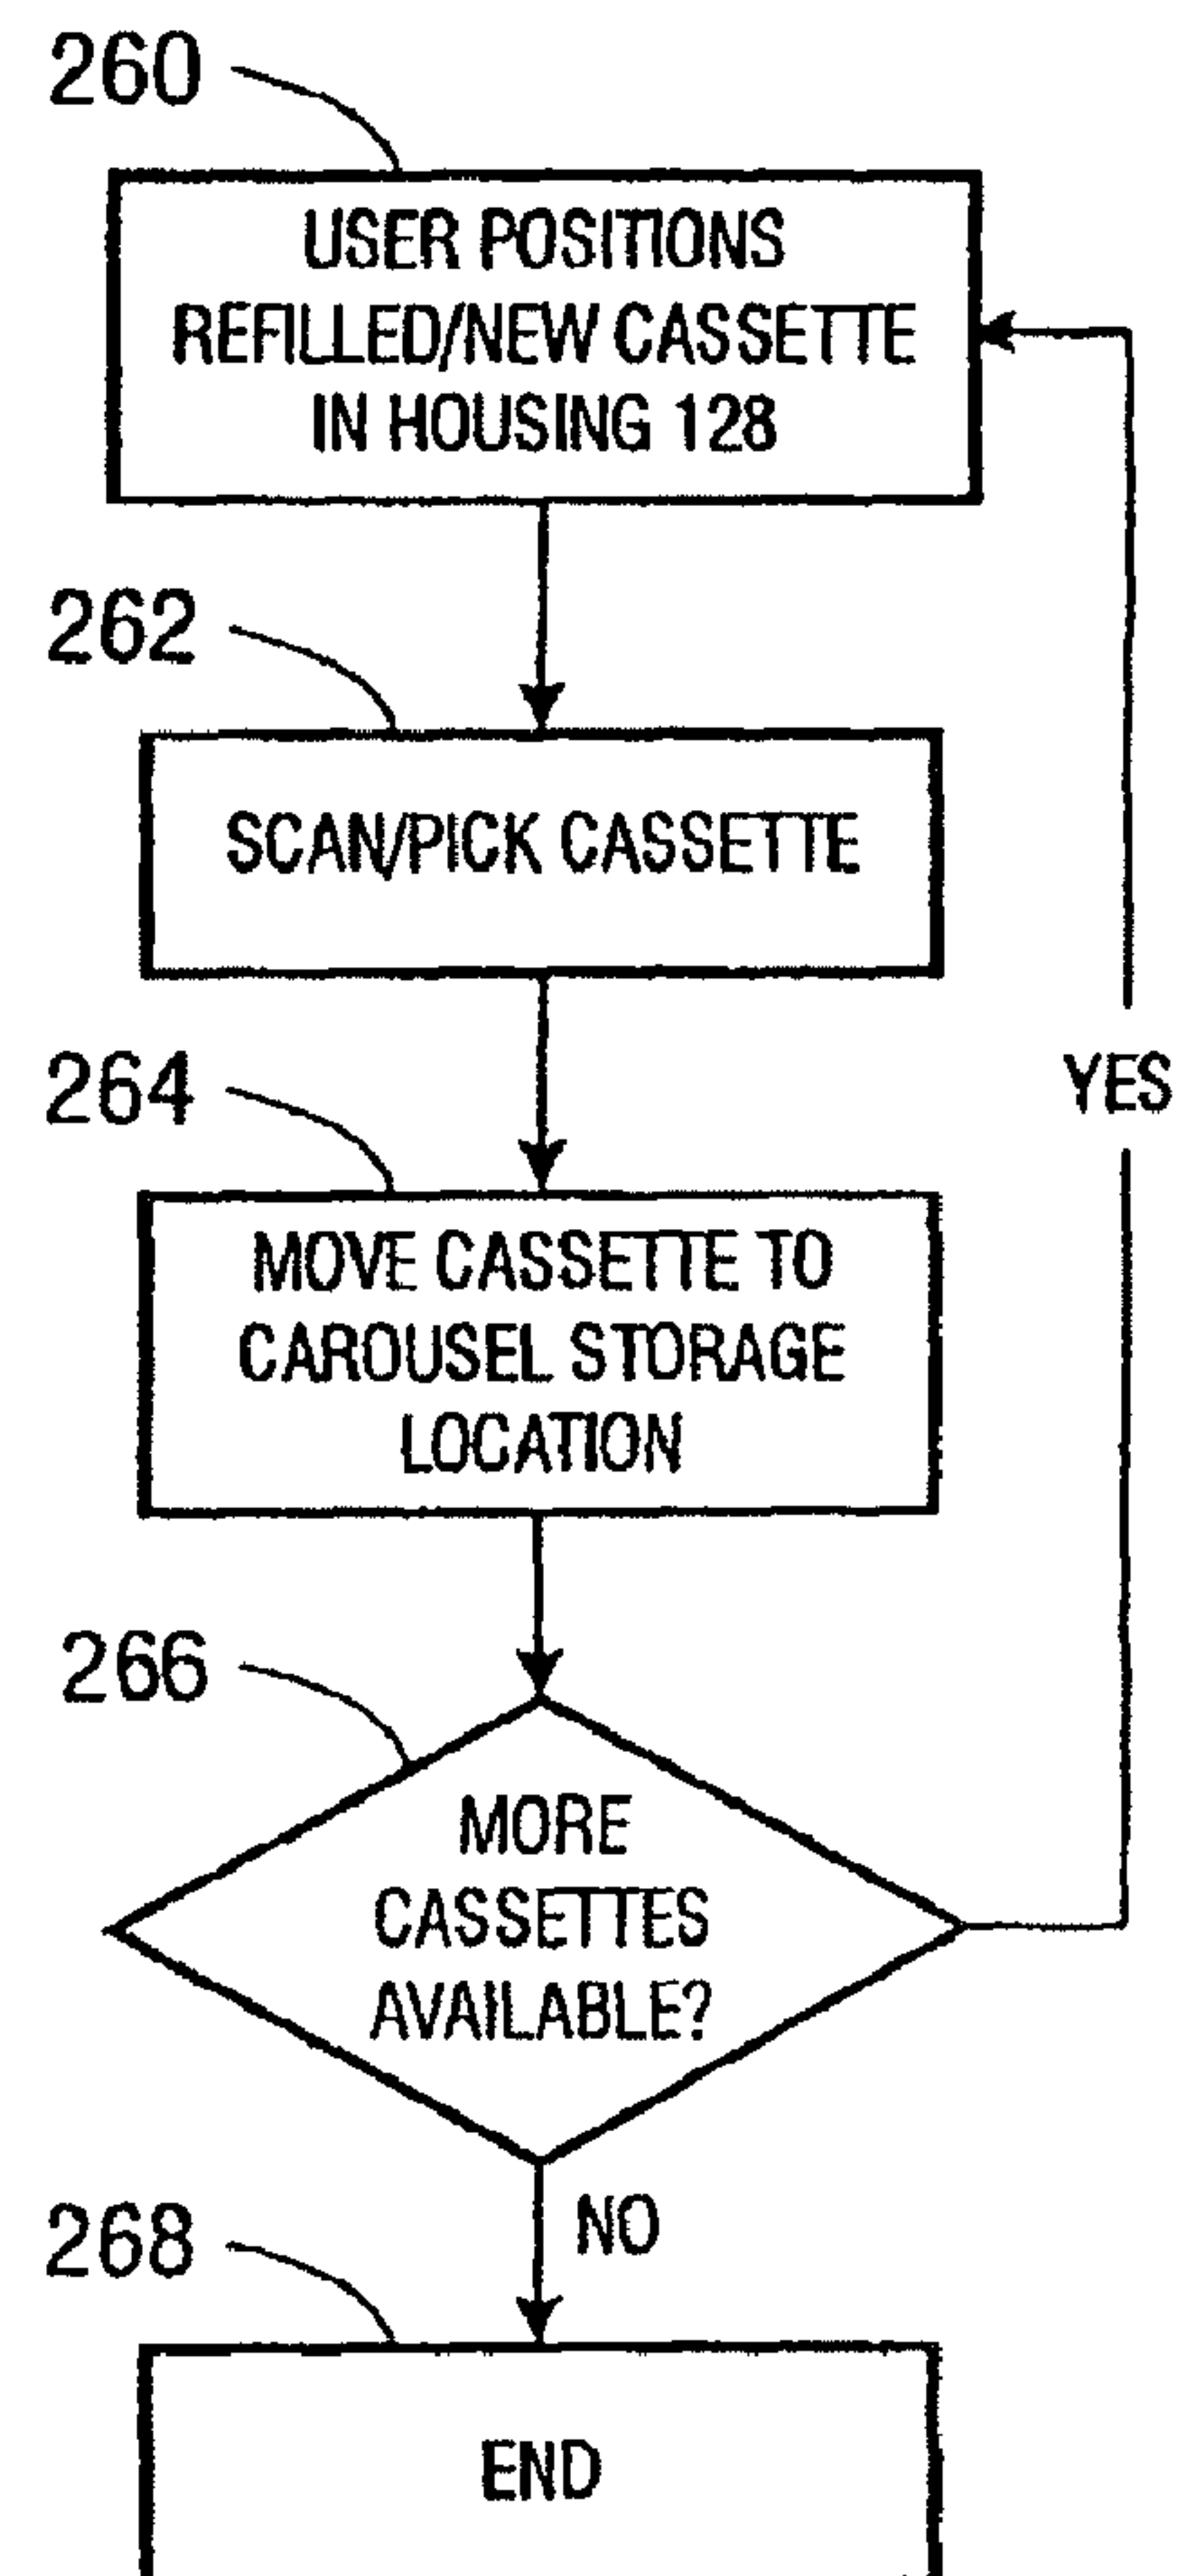 260
USER POSITIONS
REFILLED/NEW CASSETTE
IN HOUSING 128
262
SCAN/PICK CASSETTE
264
YES
MOVE CASSETTE TO
CAROUSEL STORAGE
LOCATION
266
MORE
CASSETTES
AVAILABLE?
NO
268
END